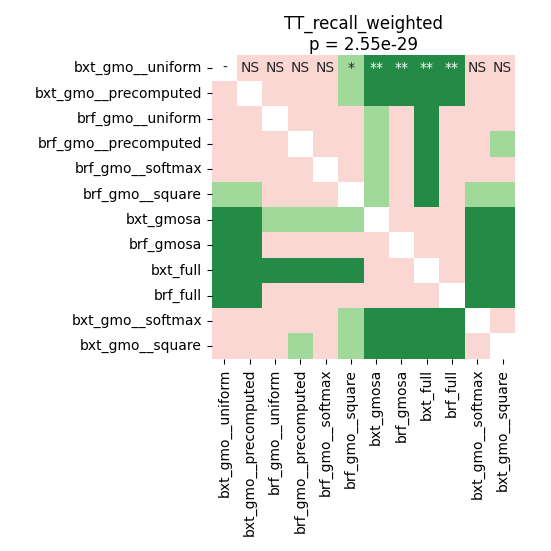 TT_recall_weighted
p = 2.55e-29
bxt_gmo__uniform
- NS NS NS NS * ** ** ** ** NS NS
bxt_gmo__precomputed
brf_gmo__uniform
brf_gmo__precomputed
brf_gmo__softmax
brf_gmo__square
bxt_gmosa
brf_gmosa
bxt_full
brf_full
bxt_gmo__softmax
bxt_gmo__square
bxt_gmo__uniform
bxt_gmo__precomputed
brf_gmo__uniform
brf_gmo__precomputed
brf_gmo__softmax
brf_gmo__square
bxt_gmosa
brf_gmosa
bxt_full
brf_full
bxt_gmo__softmax
bxt_gmo__square